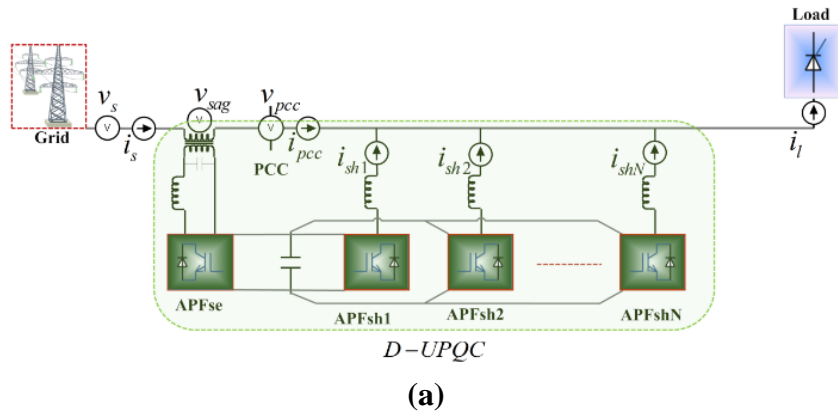 Load
v_s
v_sag
v_pcc
V
V
V
Grid
i_s
i_pcc
i_l
PCC
i_sh1
i_sh2
i_shN
APFse
APFsh1
APFsh2
APFshN
D-UPQC
(a)